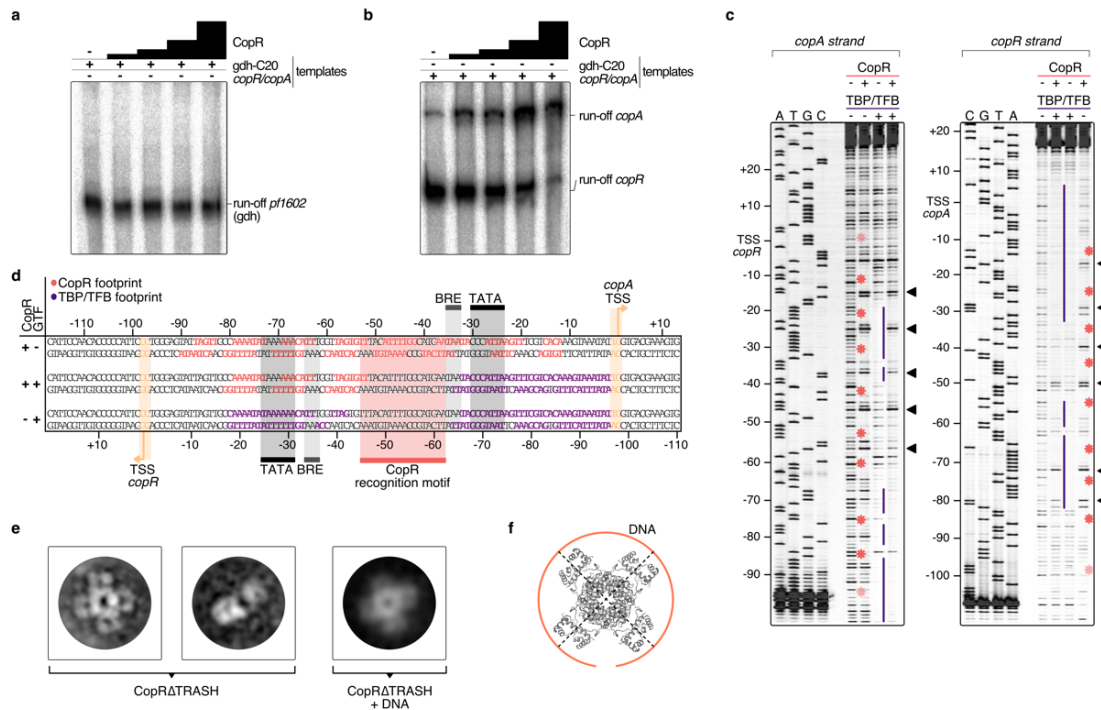 a
CopR
-
+ + + + + gdh-C20
- - - - - copR/copA
templates
run-off pf1602
(gdh)
b
CopR
-
- - - - - gdh-C20
+ + + + + copR/copA
templates
run-off copA
run-off copR
c
copA strand
CopR
- + - +
TBP/TFB
A T G C - - + +
+20
+10
TSS
copR
-10
-20
-30
-40
-50
-60
-70
-80
-90
copR strand
CopR
- - + +
TBP/TFB
C G T A - + + -
+20
TSS
copA
-10
-20
-30
-40
-50
-60
-70
-80
-90
-100
d
CopR footprint
TBP/TFB footprint
CopR
GTF
BRE TATA
copA
TSS
-110 -100 -90 -80 -70 -60 -50 -40 -30 -20 -10 +10
+ -
+ +
- +
+10 -10 -20 -30 -40 -50 -60 -70 -80 -90 -100 -110
TSS
copR
TATA BRE
CopR
recognition motif
e
CopRΔTRASH
CopRΔTRASH
+ DNA
f
DNA